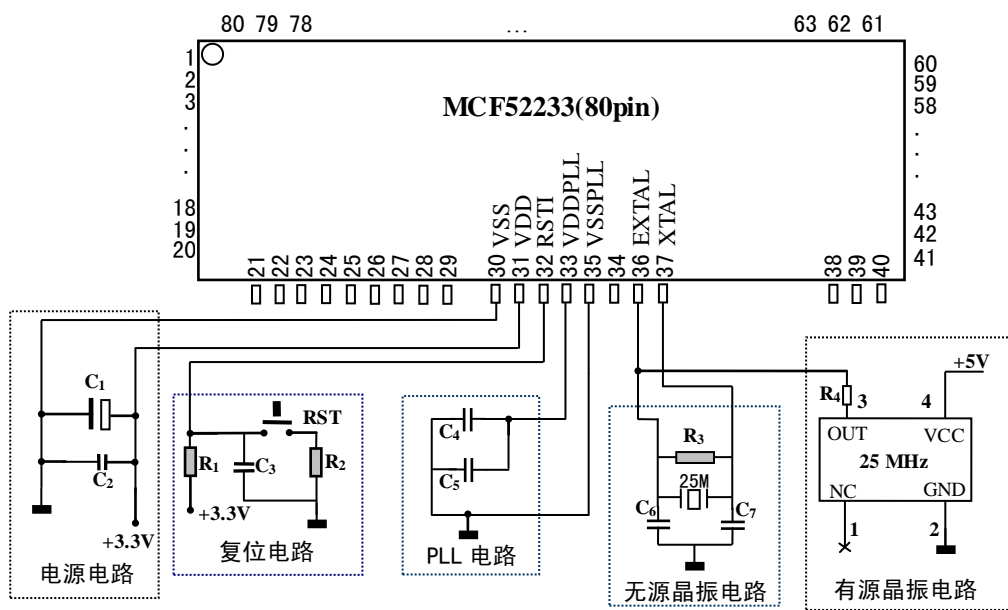 80 79 78 ... 63 62 61
1
2
3
.
.
.
18
19
20
60
59
58
.
.
.
43
42
41
MCF52233(80pin)
VSS
VDD
RSTI
VDDPLL
VSSPLL
EXTAL
XTAL
21 22 23 24 25 26 27 28 29 30 31 32 33 35 34 36 37 38 39 40
C1
C2
+3.3V
电源电路
RST
R1
C3
R2
+3.3V
复位电路
C4
C5
PLL 电路
R3
25M
C6
C7
无源晶振电路
+5V
R4
3
4
OUT
VCC
25 MHz
NC
GND
1
2
有源晶振电路